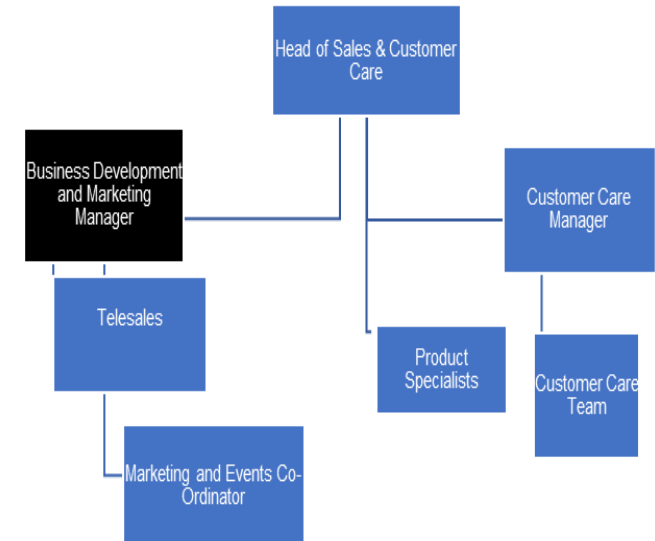 Head of Sales & Customer
Care
Business Development
and Marketing
Manager
Customer Care
Manager
Telesales
Product
Specialists
Customer Care
Team
Marketing and Events Co-
Ordinator